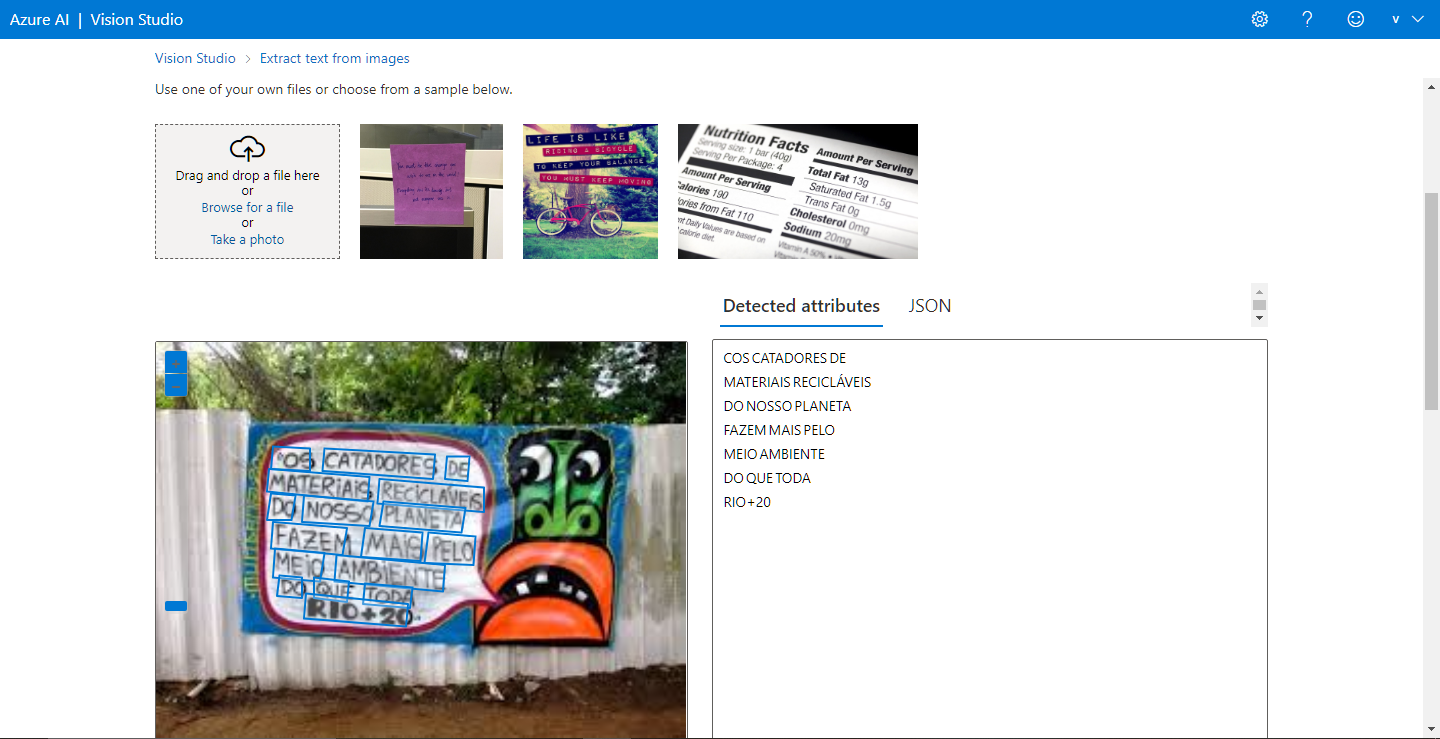 Azure AI | Vision Studio
v
Vision Studio > Extract text from images
Use one of your own files or choose from a sample below.
Drag and drop a file here
or
Browse for a file
or
Take a photo
LIFE IS LIKE
RIDING A BICYCLE
TO KEEP YOUR BALANCE
YOU MUST KEEP MOVING
Nutrition Facts
Serving size: 1 bar (40g)
Serving Per Package: 4
Amount Per Serving
Calories 190
ories from Fat 110
nt Daily Values are based on
calorie diet.
Amount Per Serving
Total Fat 13g
Saturated Fat 1.5g
Trans Fat 0g
Cholesterol 0mg
Sodium 20mg
Vitamin A 50%
Detected attributes
JSON
"OS CATADORES DE
MATERIAIS RECICLÁVEIS
DO NOSSO PLANETA
FAZEM MAIS PELO
MEIO AMBIENTE
DO QUE TODA
RIO+20"
COS CATADORES DE
MATERIAIS RECICLÁVEIS
DO NOSSO PLANETA
FAZEM MAIS PELO
MEIO AMBIENTE
DO QUE TODA
RIO+20